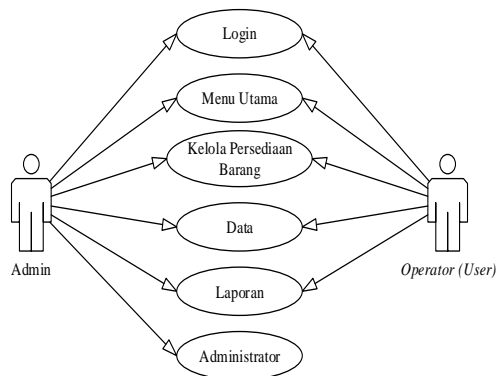 Login
Menu Utama
Kelola Persediaan
Barang
Data
Admin
Operator (User)
Laporan
Administrator